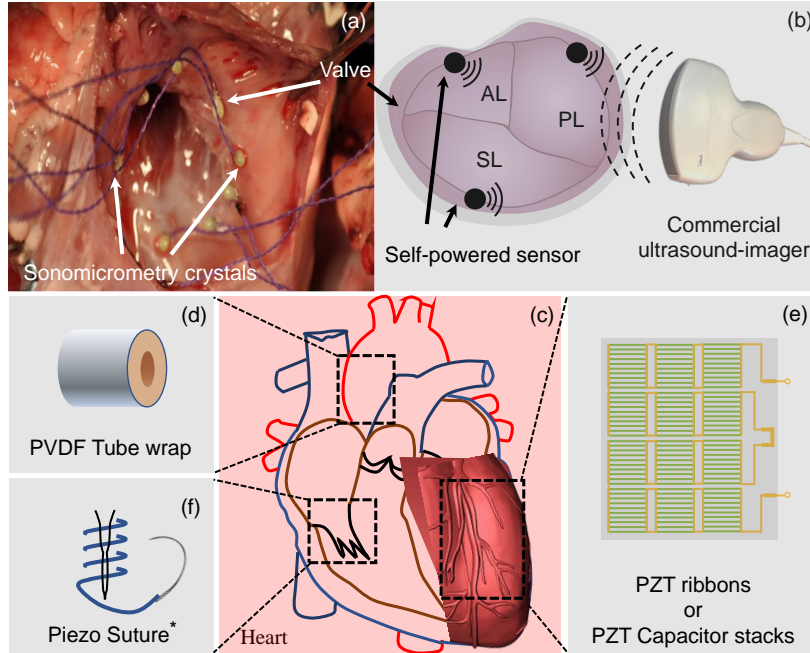 (a)
Valve
Sonomicrometry crystals
(b)
AL
PL
SL
Self-powered sensor
Commercial
ultrasound-imager
(d)
PVDF Tube wrap
(c)
Heart
(e)
PZT ribbons
or
PZT Capacitor stacks
(f)
Piezo Suture*